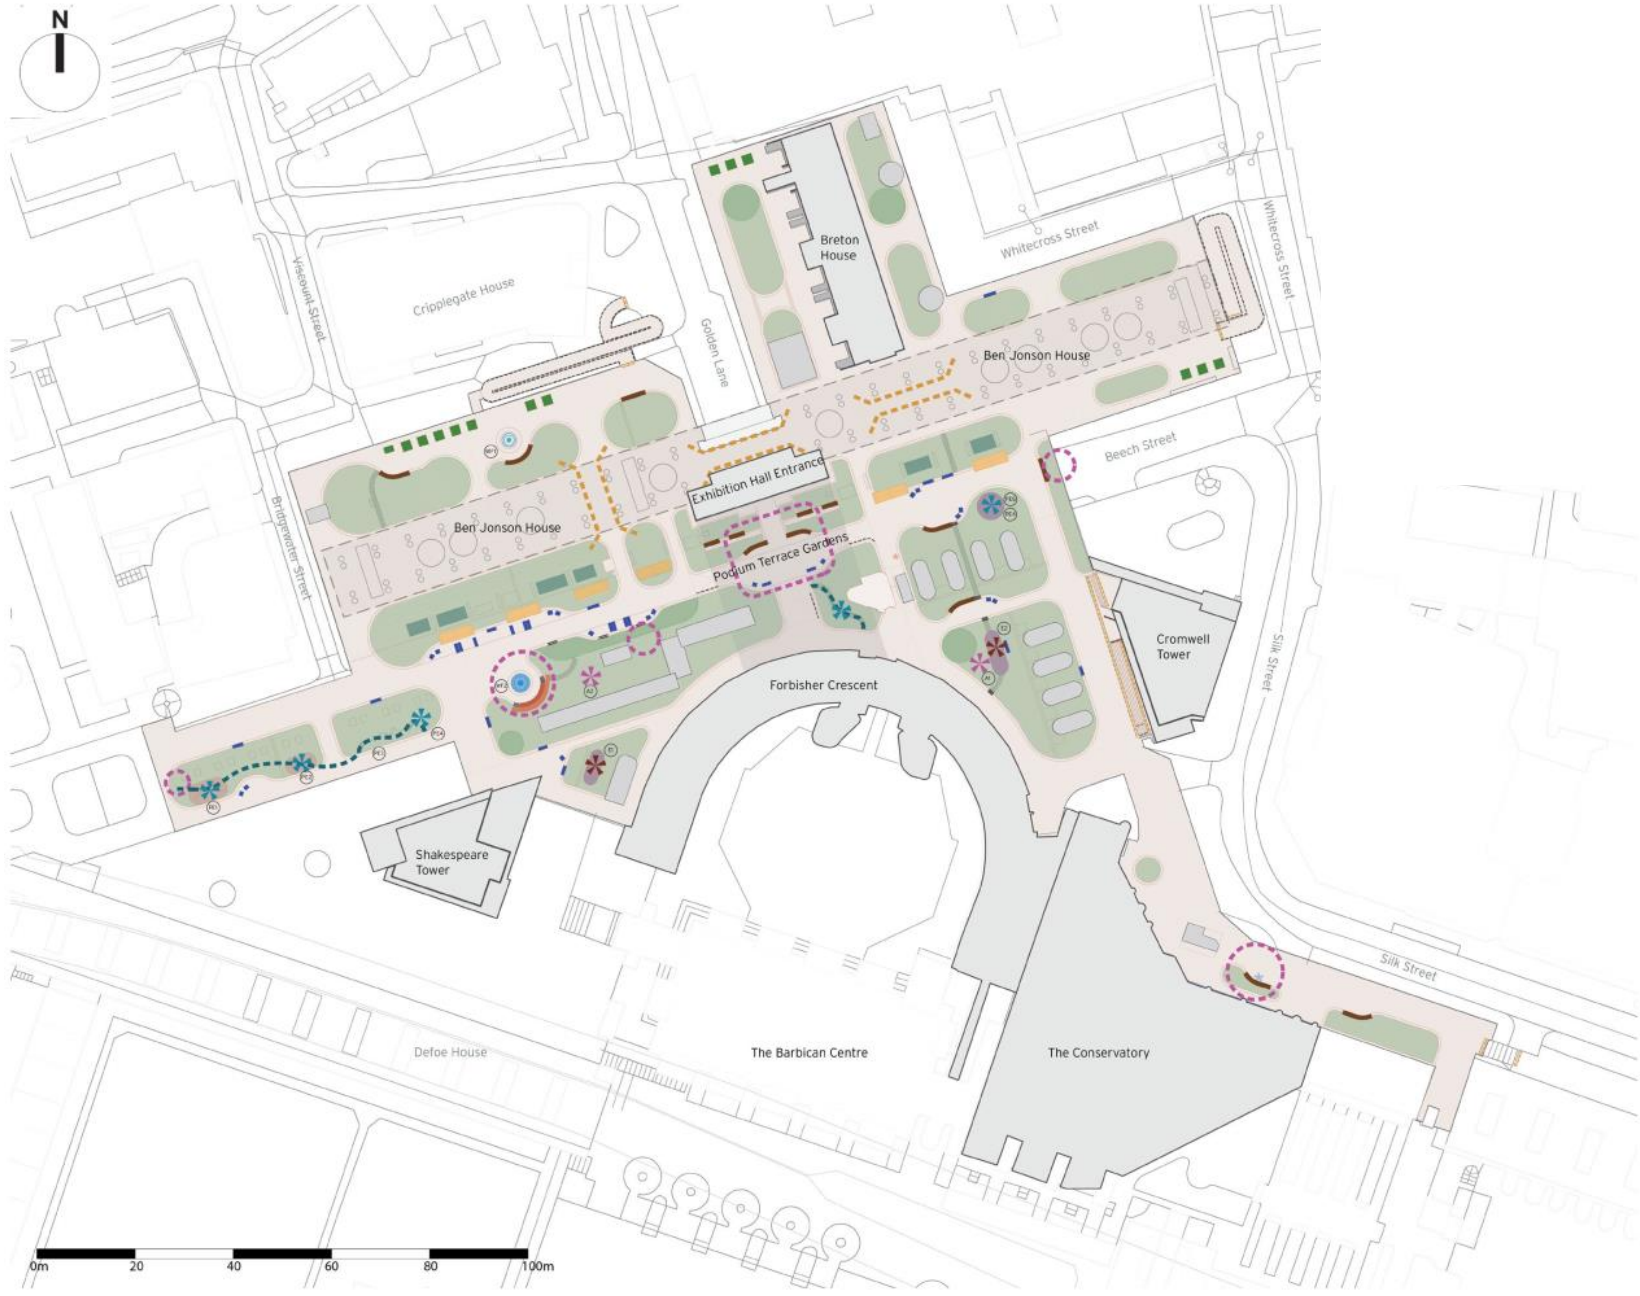 N
Breton
House
Whitecross Street
Whitecross Street
Viscount Street
Cripplegate House
Golden Lane
Ben Jonson House
Beech Street
Exhibition Hall Entrance
Ben Jonson House
Bridgewater Street
Podium Terrace Gardens
Cromwell
Tower
Silk Street
Forbisher Crescent
Shakespeare
Tower
Silk Street
Defoe House
The Barbican Centre
The Conservatory
0m
20
40
60
80
100m